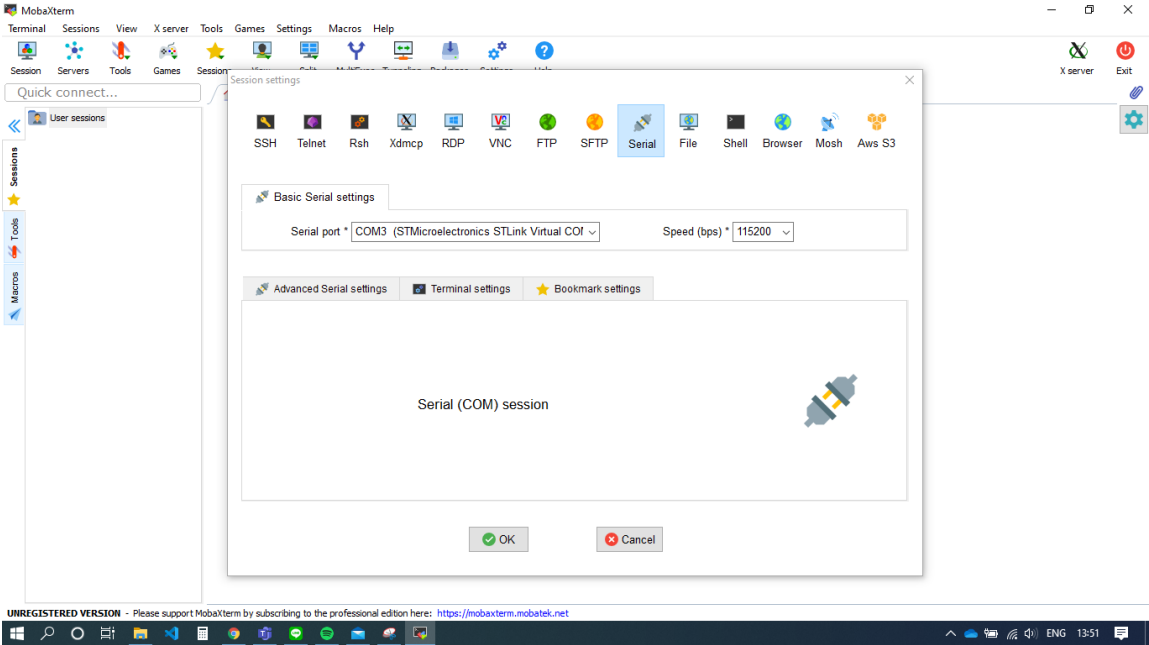 MobaXterm
Terminal Sessions View X server Tools Games Settings Macros Help
Session Servers Tools Games Session X server Exit
Session settings
Quick connect...
User sessions
SSH Telnet Rsh Xdmcp RDP VNC FTP SFTP Serial File Shell Browser Mosh Aws S3
Sessions
Tools
Macros
Basic Serial settings
Serial port * COM3 (STMicroelectronics STLink Virtual COM Speed (bps) * 115200
Advanced Serial settings Terminal settings Bookmark settings
Serial (COM) session
OK Cancel
UNREGISTERED VERSION - Please support MobaXterm by subscribing to the professional edition here: https://mobaxterm.mobatek.net
ENG 13:51